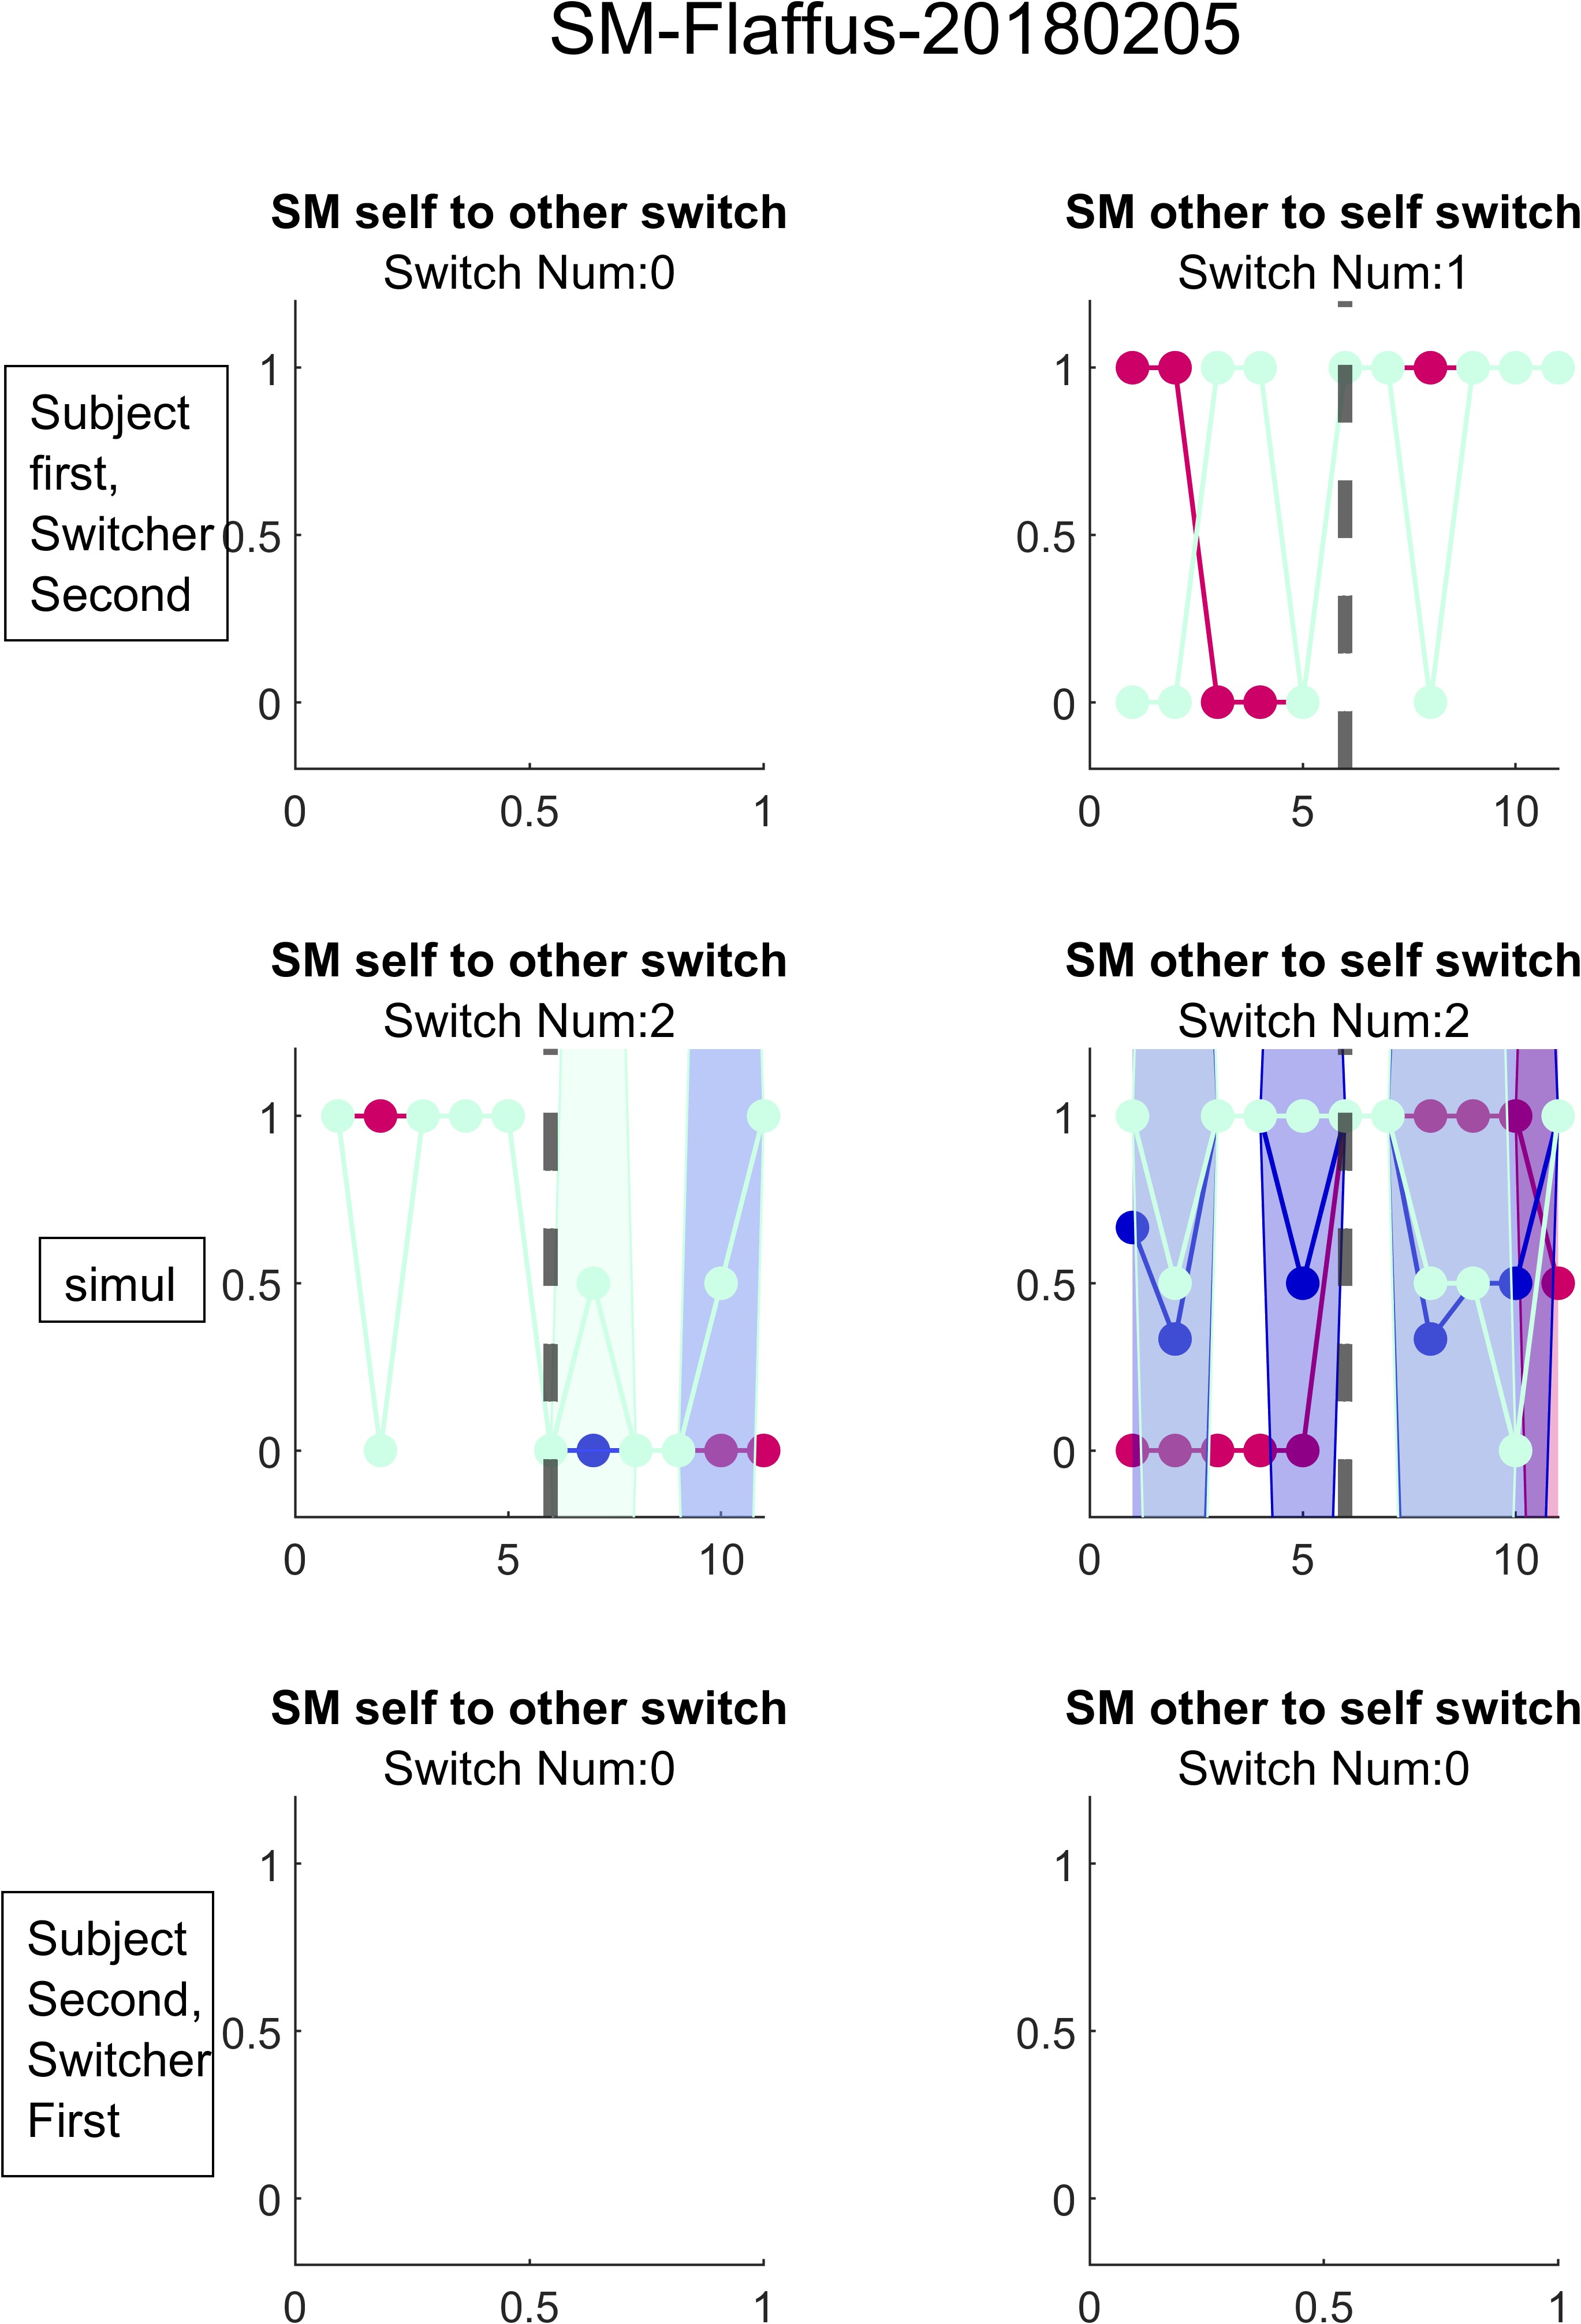 SM-Flaffus-20180205
SM self to other switch
Switch Num:0
SM other to self switch
Switch Num:1
Subject
first,
Switcher
Second
1
0.5
0
0
0.5
1
1
0.5
0
0
5
10
SM self to other switch
Switch Num:2
SM other to self switch
Switch Num:2
simul
1
0.5
0
0
5
10
1
0.5
0
0
5
10
SM self to other switch
Switch Num:0
SM other to self switch
Switch Num:0
Subject
Second,
Switcher
First
1
0.5
0
0
0.5
1
1
0.5
0
0
0.5
1